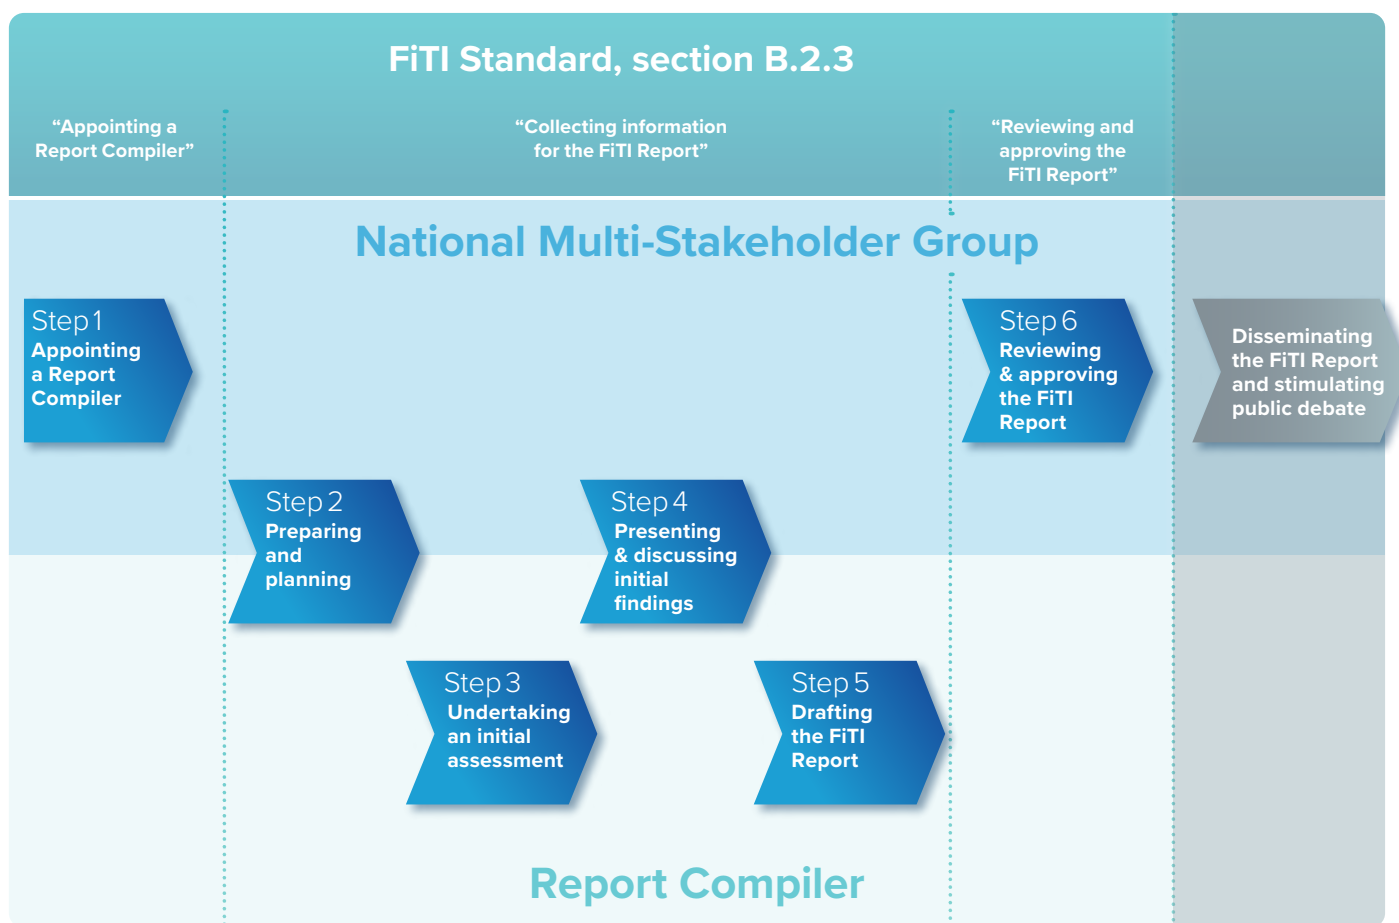 FiTI Standard, section B.2.3
“Appointing a
Report Compiler”
“Collecting information
for the FiTI Report”
“Reviewing and
approving the
FiTI Report”
National Multi-Stakeholder Group
Step 1
Appointing
a Report
Compiler
Step 2
Preparing
and
planning
Step 3
Undertaking
an initial
assessment
Step 4
Presenting
& discussing
initial
findings
Step 5
Drafting
the FiTI
Report
Step 6
Reviewing
& approving
the FiTI
Report
Disseminating
the FiTI Report
and stimulating
public debate
Report Compiler